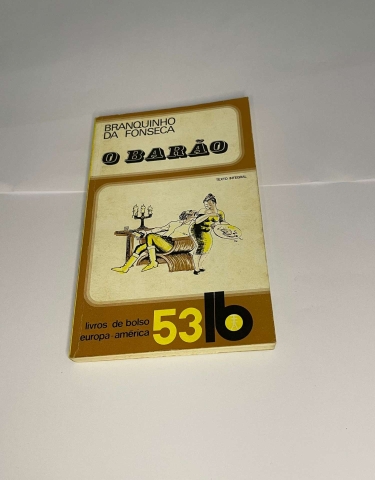 BRANQUINHO
DA FONSECA
O BARÃO
TEXTO INTEGRAL
livros de bolso
europa-américa
53 lb